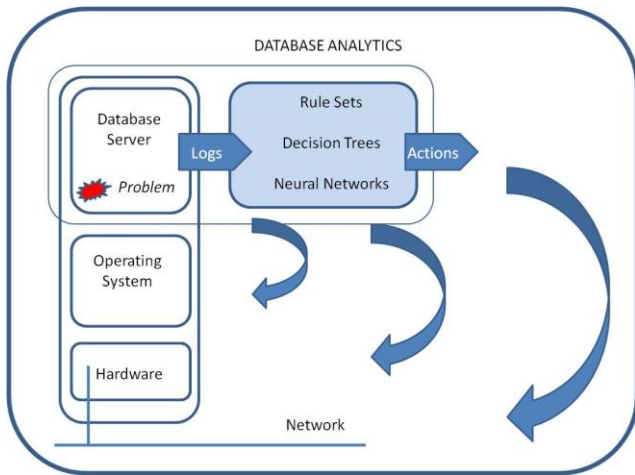 DATABASE ANALYTICS
Database
Server
Problem
Logs
Rule Sets
Decision Trees
Neural Networks
Actions
Operating
System
Hardware
Network